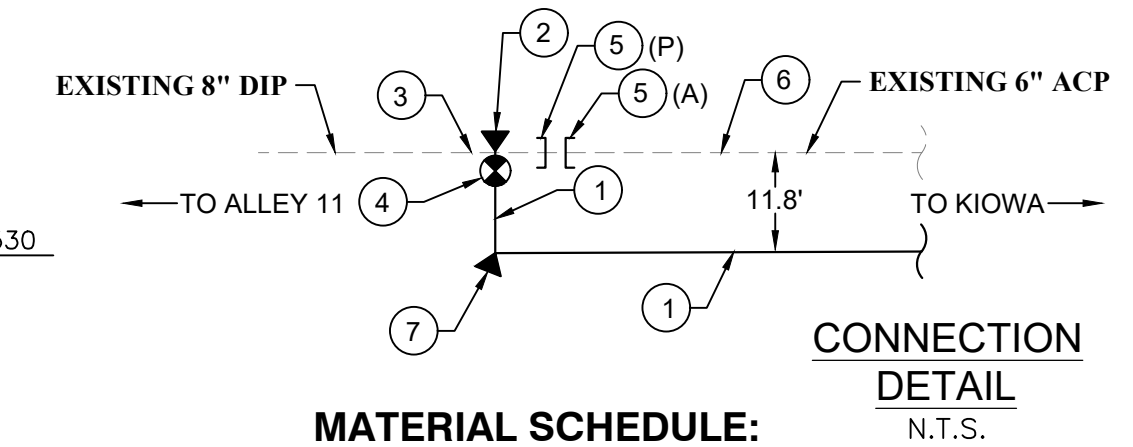 2
5 (P)
EXISTING 8" DIP
3
5 (A)
6
EXISTING 6" ACP
TO ALLEY 11
4
1
11.8'
TO KIOWA
7
1
CONNECTION
DETAIL
N.T.S.
MATERIAL SCHEDULE: